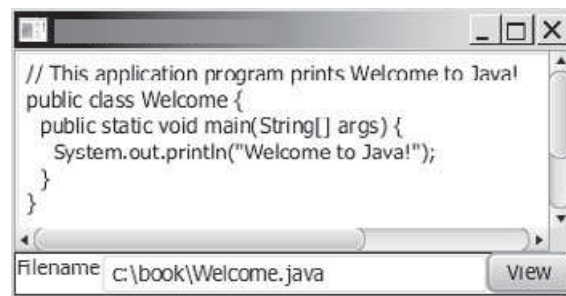 // This application program prints Welcome to Java!
public class Welcome {
public static void main(String[] args) {
System.out.println("Welcome to Java!");
}
}
Filename c:\book\Welcome.java View